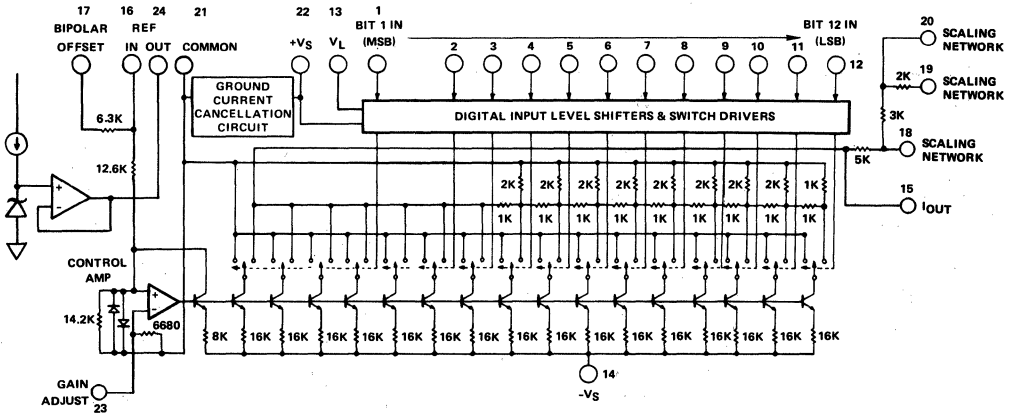 17
BIPOLAR
OFFSET
16
24
REF
IN OUT
21
COMMON
22
+VS
13
VL
1
BIT 1 IN
(MSB)
2
3
4
5
6
7
8
9
10
11
BIT 12 IN
(LSB)
12
20
SCALING
NETWORK
19
SCALING
NETWORK
2K
3K
18
SCALING
NETWORK
5K
15
IOUT
GROUND
CURRENT
CANCELLATION
CIRCUIT
DIGITAL INPUT LEVEL SHIFTERS & SWITCH DRIVERS
6.3K
12.6K
+
-
2K 2K 2K 2K 2K 2K 2K 1K
1K 1K 1K 1K 1K 1K 1K 1K
CONTROL
AMP
+
-
14.2K
6680
8K 16K 16K 16K 16K 16K 16K 16K 16K 16K 16K 16K 16K 16K 16K 16K
14
-VS
GAIN
ADJUST
23